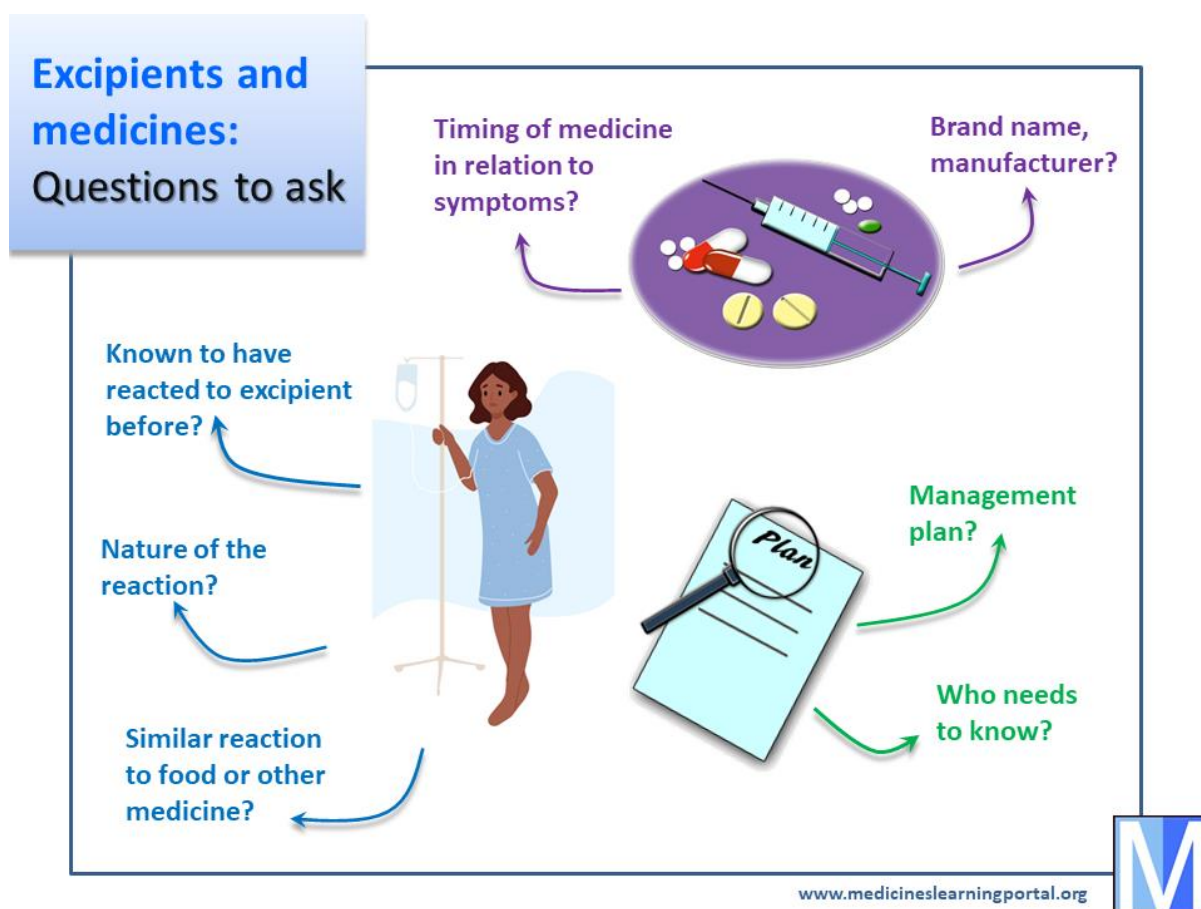 Excipients and
medicines:
Questions to ask
Timing of medicine
in relation to
symptoms?
Brand name,
manufacturer?
Known to have
reacted to excipient
before?
Nature of the
reaction?
Similar reaction
to food or other
medicine?
Plan
Management
plan?
Who needs
to know?
www.medicineslearningportal.org
M